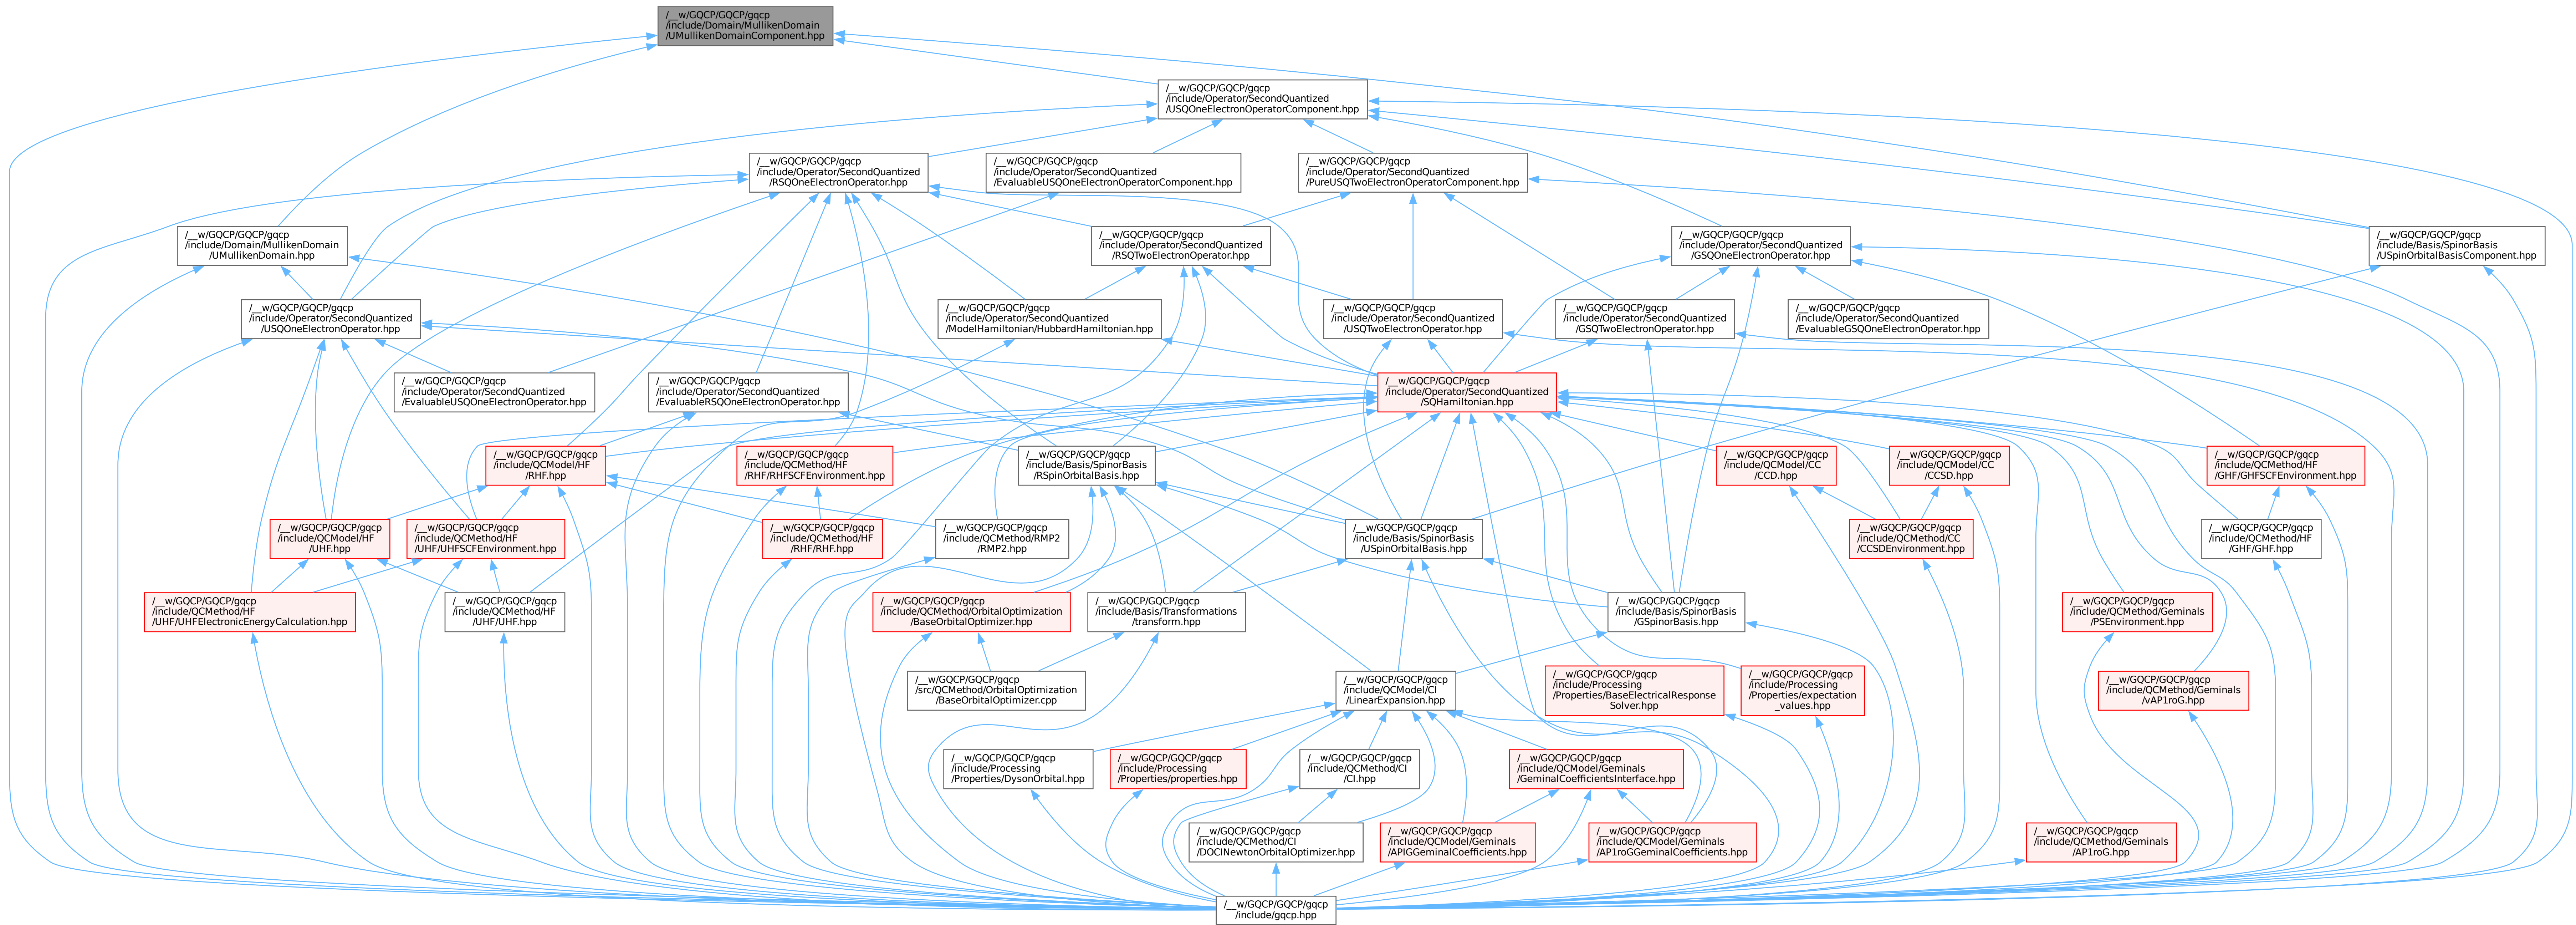 /__w/GQCP/GQCP/gqcp
/include/Domain/MullikenDomain
/UMullikenDomainComponent.hpp
/__w/GQCP/GQCP/gqcp
/include/Operator/SecondQuantized
/USQOneElectronOperatorComponent.hpp
/__w/GQCP/GQCP/gqcp
/include/Operator/SecondQuantized
/RSQOneElectronOperator.hpp
/__w/GQCP/GQCP/gqcp
/include/Operator/SecondQuantized
/EvaluableUSQOneElectronOperatorComponent.hpp
/__w/GQCP/GQCP/gqcp
/include/Operator/SecondQuantized
/PureUSQTwoElectronOperatorComponent.hpp
/__w/GQCP/GQCP/gqcp
/include/Domain/MullikenDomain
/UMullikenDomain.hpp
/__w/GQCP/GQCP/gqcp
/include/Operator/SecondQuantized
/RSQTwoElectronOperator.hpp
/__w/GQCP/GQCP/gqcp
/include/Operator/SecondQuantized
/GSQOneElectronOperator.hpp
/__w/GQCP/GQCP/gqcp
/include/Basis/SpinorBasis
/USpinOrbitalBasisComponent.hpp
/__w/GQCP/GQCP/gqcp
/include/Operator/SecondQuantized
/USQOneElectronOperator.hpp
/__w/GQCP/GQCP/gqcp
/include/Operator/SecondQuantized
/ModelHamiltonian/HubbardHamiltonian.hpp
/__w/GQCP/GQCP/gqcp
/include/Operator/SecondQuantized
/USQTwoElectronOperator.hpp
/__w/GQCP/GQCP/gqcp
/include/Operator/SecondQuantized
/GSQTwoElectronOperator.hpp
/__w/GQCP/GQCP/gqcp
/include/Operator/SecondQuantized
/EvaluableGSQOneElectronOperator.hpp
/__w/GQCP/GQCP/gqcp
/include/Operator/SecondQuantized
/EvaluableUSQOneElectronOperator.hpp
/__w/GQCP/GQCP/gqcp
/include/Operator/SecondQuantized
/EvaluableRSQOneElectronOperator.hpp
/__w/GQCP/GQCP/gqcp
/include/Operator/SecondQuantized
/SQHamiltonian.hpp
/__w/GQCP/GQCP/gqcp
/include/QCModel/HF
/RHF.hpp
/__w/GQCP/GQCP/gqcp
/include/QCMethod/HF
/RHF/RHFSCFEnvironment.hpp
/__w/GQCP/GQCP/gqcp
/include/Basis/SpinorBasis
/RSpinOrbitalBasis.hpp
/__w/GQCP/GQCP/gqcp
/include/QCModel/CC
/CCD.hpp
/__w/GQCP/GQCP/gqcp
/include/QCModel/CC
/CCSD.hpp
/__w/GQCP/GQCP/gqcp
/include/QCMethod/HF
/GHF/GHFSCFEnvironment.hpp
/__w/GQCP/GQCP/gqcp
/include/QCModel/HF
/UHF.hpp
/__w/GQCP/GQCP/gqcp
/include/QCMethod/HF
/UHF/UHFSCFEnvironment.hpp
/__w/GQCP/GQCP/gqcp
/include/QCMethod/HF
/RHF/RHF.hpp
/__w/GQCP/GQCP/gqcp
/include/QCMethod/RMP2
/RMP2.hpp
/__w/GQCP/GQCP/gqcp
/include/Basis/SpinorBasis
/USpinOrbitalBasis.hpp
/__w/GQCP/GQCP/gqcp
/include/QCMethod/CC
/CCSDEnvironment.hpp
/__w/GQCP/GQCP/gqcp
/include/QCMethod/HF
/GHF/GHF.hpp
/__w/GQCP/GQCP/gqcp
/include/QCMethod/HF
/UHF/UHFElectronicEnergyCalculation.hpp
/__w/GQCP/GQCP/gqcp
/include/QCMethod/HF
/UHF/UHF.hpp
/__w/GQCP/GQCP/gqcp
/include/QCMethod/OrbitalOptimization
/BaseOrbitalOptimizer.hpp
/__w/GQCP/GQCP/gqcp
/include/Basis/Transformations
/transform.hpp
/__w/GQCP/GQCP/gqcp
/include/Basis/SpinorBasis
/GSpinorBasis.hpp
/__w/GQCP/GQCP/gqcp
/include/QCMethod/Geminals
/PSEnvironment.hpp
/__w/GQCP/GQCP/gqcp
/src/QCMethod/OrbitalOptimization
/BaseOrbitalOptimizer.cpp
/__w/GQCP/GQCP/gqcp
/include/QCModel/CI
/LinearExpansion.hpp
/__w/GQCP/GQCP/gqcp
/include/Processing
/Properties/BaseElectricalResponse
Solver.hpp
/__w/GQCP/GQCP/gqcp
/include/Processing
/Properties/expectation
_values.hpp
/__w/GQCP/GQCP/gqcp
/include/QCMethod/Geminals
/vAP1roG.hpp
/__w/GQCP/GQCP/gqcp
/include/Processing
/Properties/DysonOrbital.hpp
/__w/GQCP/GQCP/gqcp
/include/Processing
/Properties/properties.hpp
/__w/GQCP/GQCP/gqcp
/include/QCMethod/CI
/CI.hpp
/__w/GQCP/GQCP/gqcp
/include/QCModel/Geminals
/GeminalCoefficientsInterface.hpp
/__w/GQCP/GQCP/gqcp
/include/QCMethod/CI
/DOCINewtonOrbitalOptimizer.hpp
/__w/GQCP/GQCP/gqcp
/include/QCModel/Geminals
/APIGGeminalCoefficients.hpp
/__w/GQCP/GQCP/gqcp
/include/QCModel/Geminals
/AP1roGGeminalCoefficients.hpp
/__w/GQCP/GQCP/gqcp
/include/QCMethod/Geminals
/AP1roG.hpp
/__w/GQCP/GQCP/gqcp
/include/gqcp.hpp